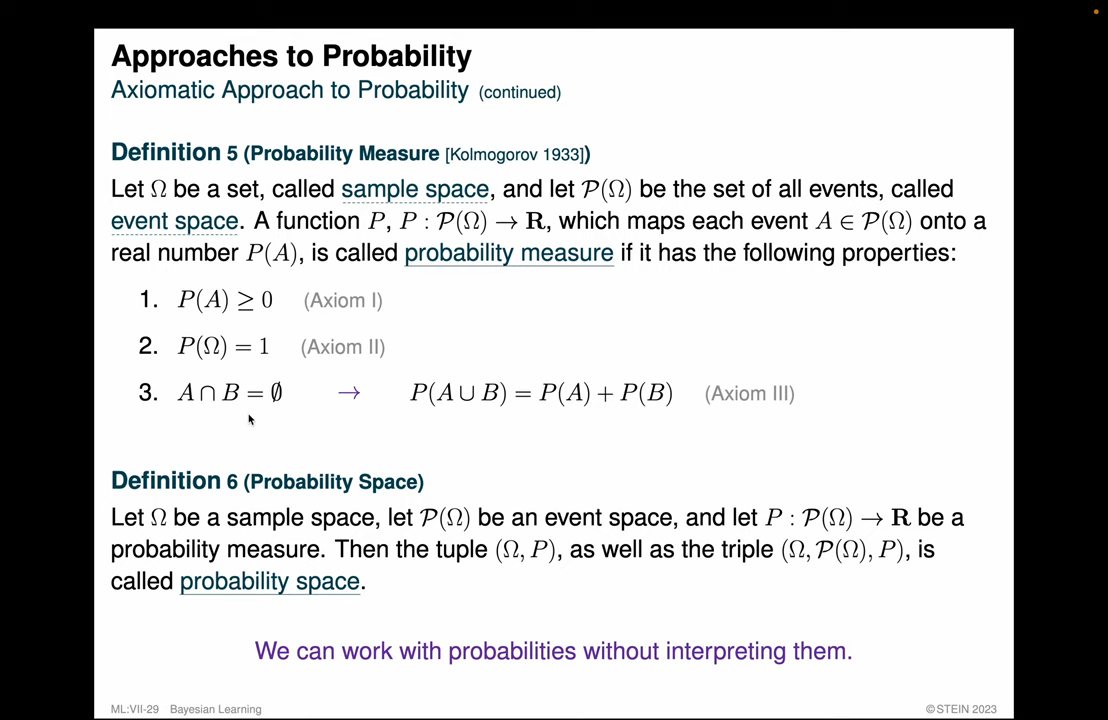 Approaches to Probability
Axiomatic Approach to Probability (continued)
Definition 5 (Probability Measure [Kolmogorov 1933])
Let Ω be a set, called sample space, and let 𝒫(Ω) be the set of all events, called
event space. A function P, P : 𝒫(Ω) → R, which maps each event A ∈ 𝒫(Ω) onto a
real number P(A), is called probability measure if it has the following properties:
1. P(A) ≥ 0 (Axiom I)
2. P(Ω) = 1 (Axiom II)
3. A ∩ B = ∅ → P(A ∪ B) = P(A) + P(B) (Axiom III)
Definition 6 (Probability Space)
Let Ω be a sample space, let 𝒫(Ω) be an event space, and let P : 𝒫(Ω) → R be a
probability measure. Then the tuple (Ω, P), as well as the triple (Ω, 𝒫(Ω), P), is
called probability space.
We can work with probabilities without interpreting them.
ML:VII-29 Bayesian Learning © STEIN 2023